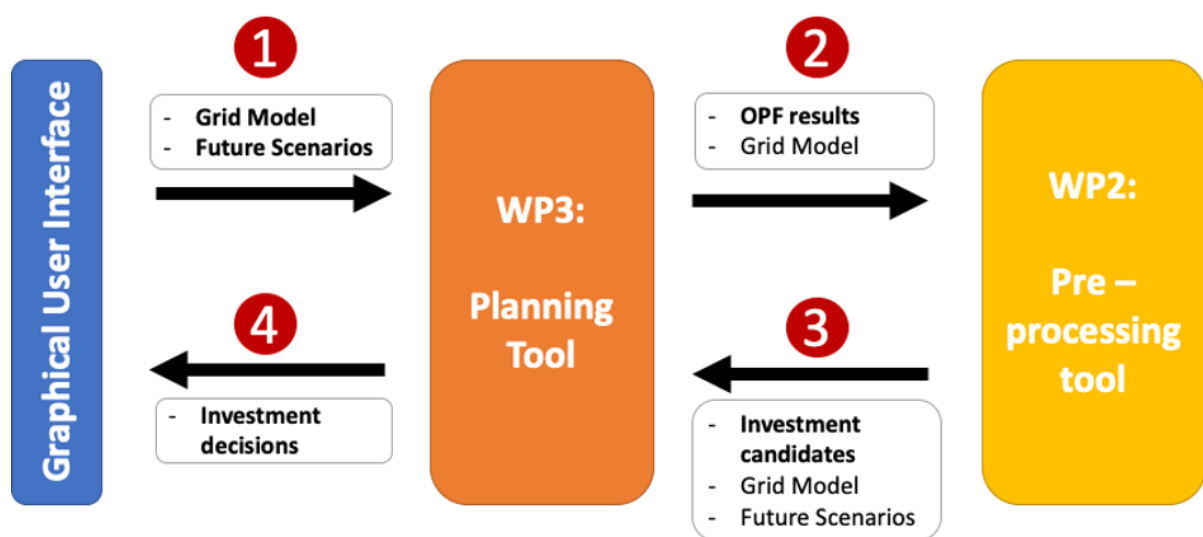 Graphical User Interface
1
- Grid Model
- Future Scenarios
4
- Investment
decisions
WP3:
Planning
Tool
2
- OPF results
- Grid Model
3
- Investment
candidates
- Grid Model
- Future Scenarios
WP2:
Pre –
processing
tool